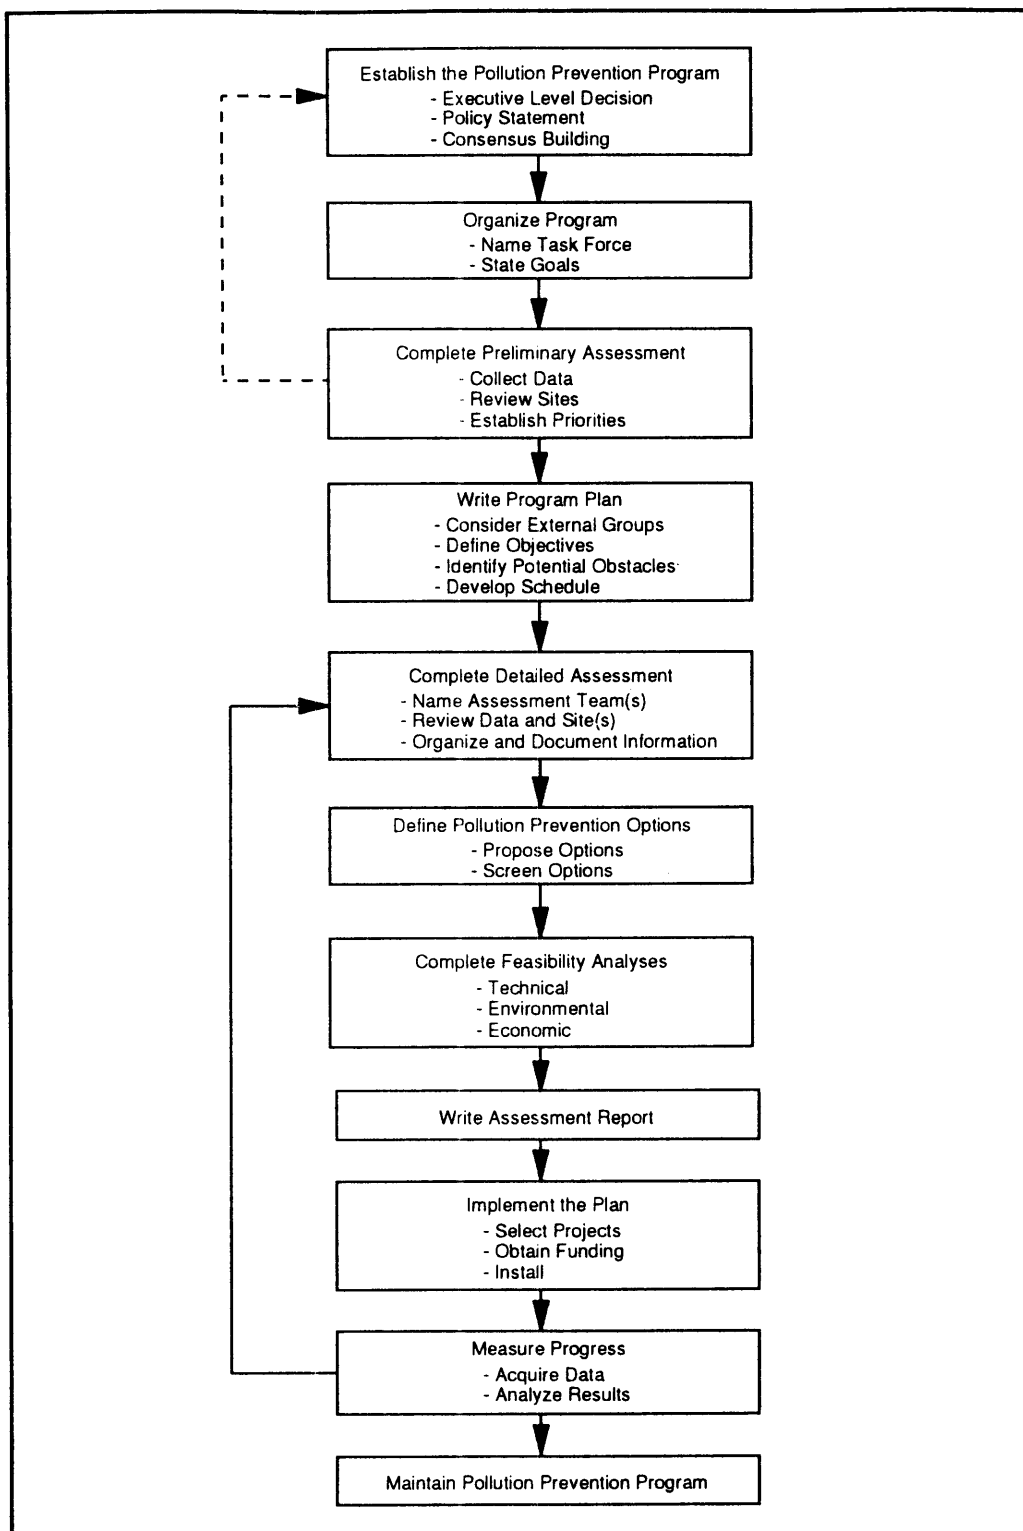 Establish the Pollution Prevention Program
- Executive Level Decision
- Policy Statement
- Consensus Building
Organize Program
- Name Task Force
- State Goals
Complete Preliminary Assessment
- Collect Data
- Review Sites
- Establish Priorities
Write Program Plan
- Consider External Groups
- Define Objectives
- Identify Potential Obstacles
- Develop Schedule
Complete Detailed Assessment
- Name Assessment Team(s)
- Review Data and Site(s)
- Organize and Document Information
Define Pollution Prevention Options
- Propose Options
- Screen Options
Complete Feasibility Analyses
- Technical
- Environmental
- Economic
Write Assessment Report
Implement the Plan
- Select Projects
- Obtain Funding
- Install
Measure Progress
- Acquire Data
- Analyze Results
Maintain Pollution Prevention Program